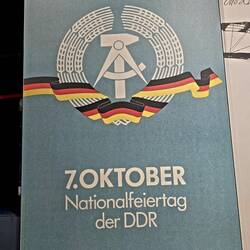 7. OKTOBER
Nationalfeiertag
der DDR